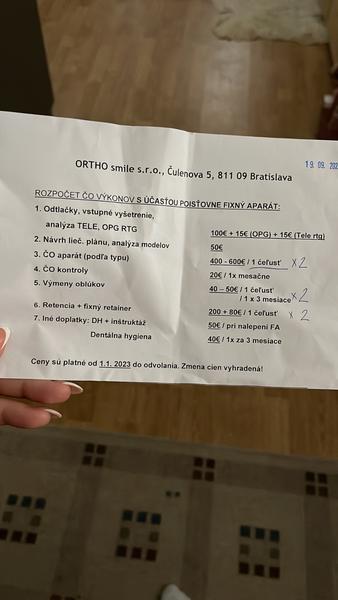 19. 09. 202
ORTHO smile s.r.o., Čulenova 5, 811 09 Bratislava
ROZPOČET ČO VÝKONOV S ÚČASŤOU POISŤOVNE FIXNÝ APARÁT:
1. Odtlačky, vstupné vyšetrenie,
analýza TELE, OPG RTG 100€ + 15€ (OPG) + 15€ (Tele rtg)
2. Návrh lieč. plánu, analýza modelov 50€
3. ČO aparát (podľa typu) 400 - 600€ / 1 čeľusť x2
4. ČO kontroly 20€ / 1x mesačne
5. Výmeny oblúkov 40 – 50€ / 1 čeľusť
/ 1 x 3 mesiace x2
6. Retencia + fixný retainer 200 + 80€ / 1 čeľusť x 2
7. Iné doplatky: DH + inštruktáž 50€ / pri nalepení FA
Dentálna hygiena 40€ / 1x za 3 mesiace
Ceny sú platné od 1.1. 2023 do odvolania. Zmena cien vyhradená!